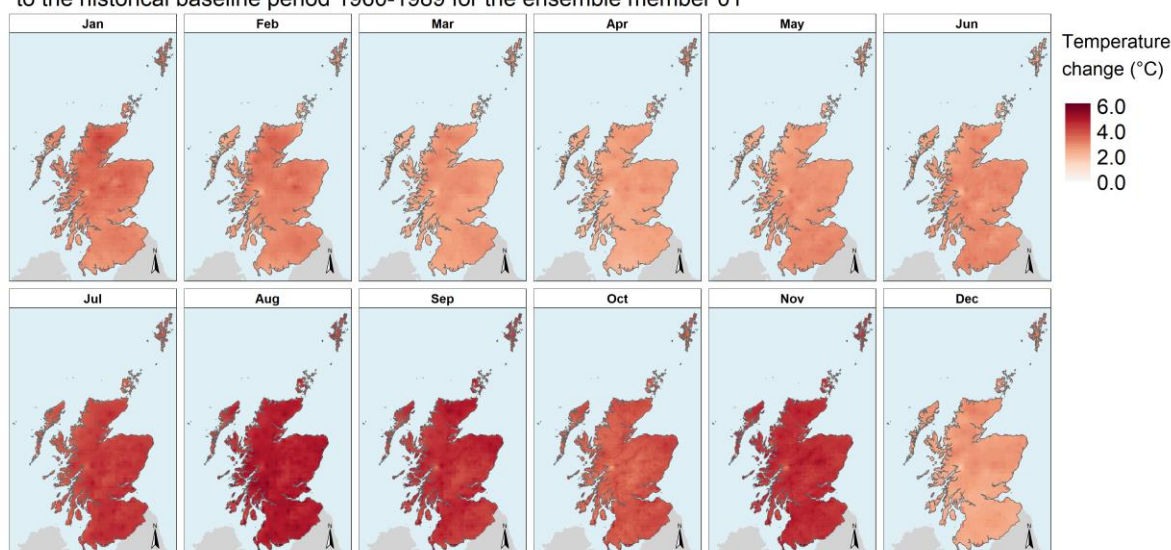 to the historical baseline period 1960-1989 for the ensemble member 01
Jan Feb Mar Apr May Jun
Temperature
change (°C)
6.0
4.0
2.0
0.0
N N N N N N
Jul Aug Sep Oct Nov Dec
N N N N N N